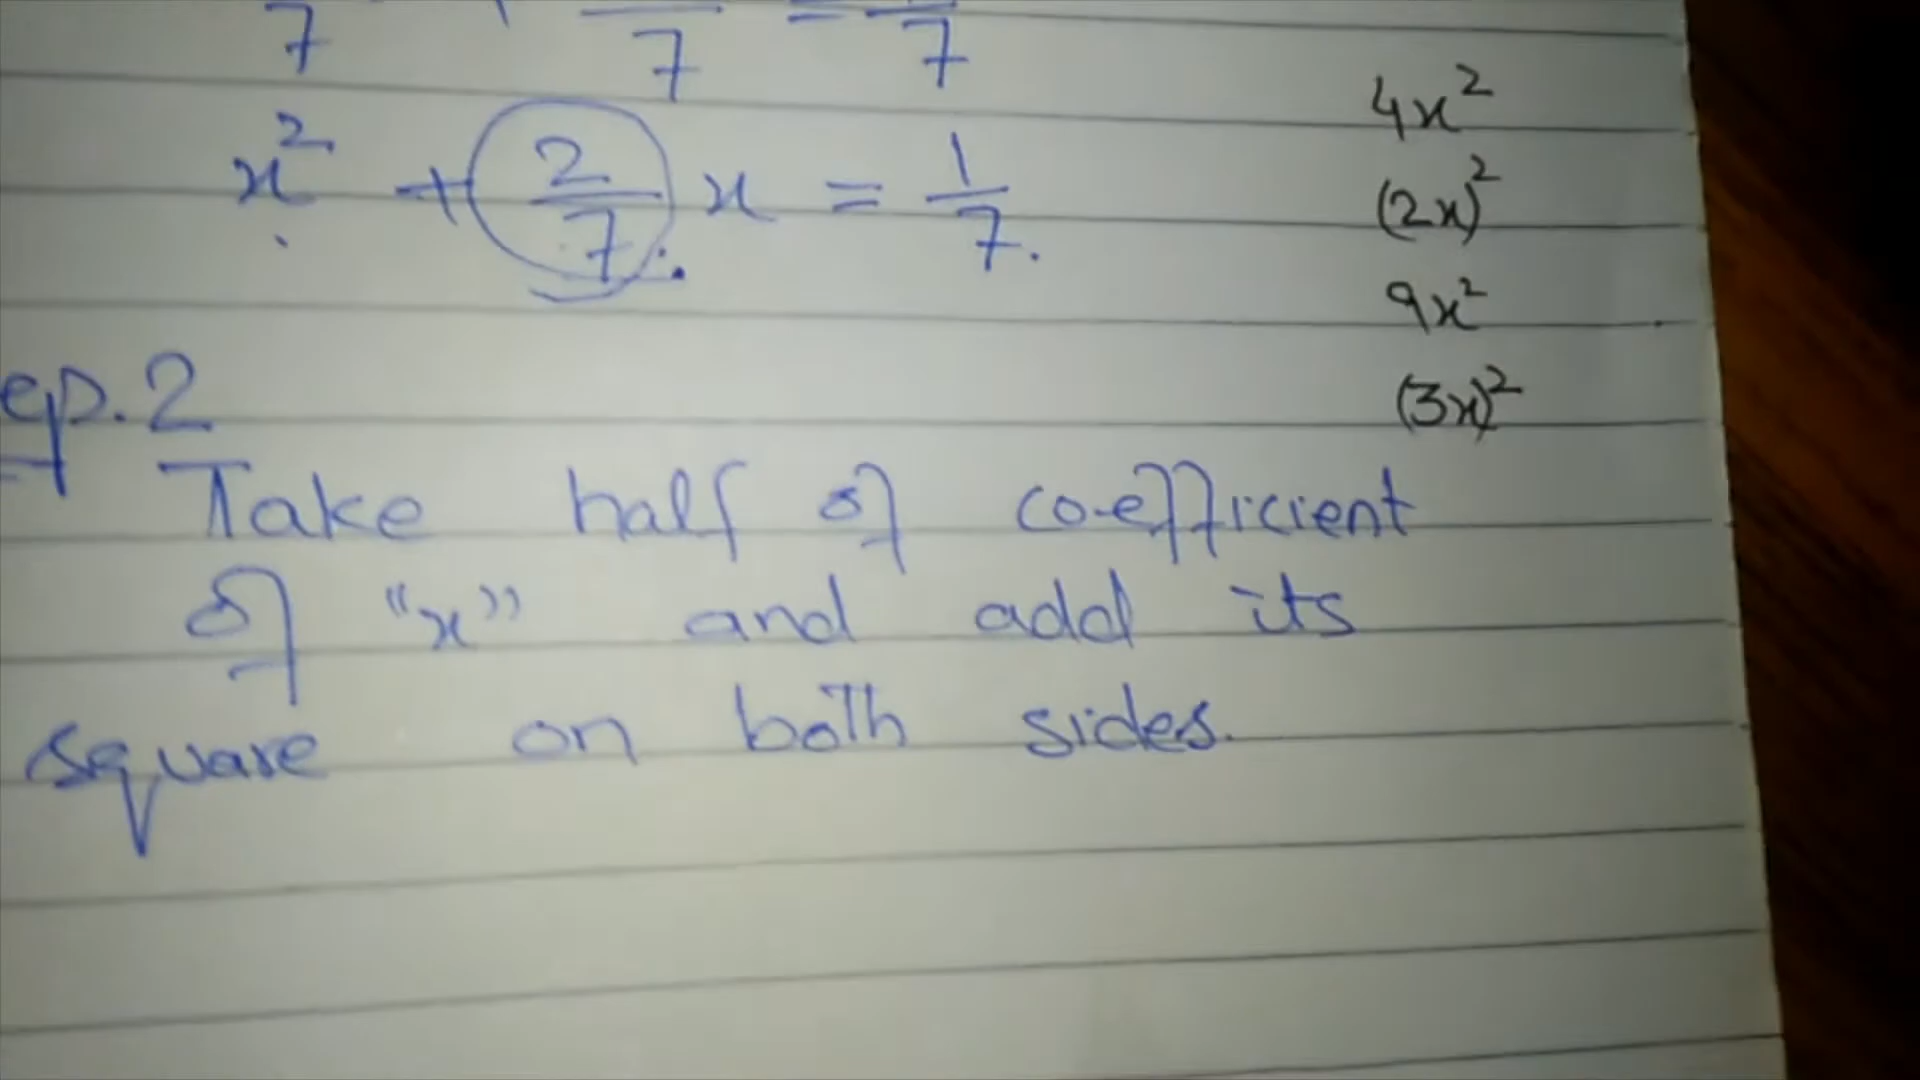 7 7 = 7
x² + 2/7 x = 1/7.
4x²
(2x)²
9x²
(3x)²
ep.2
Take half of co-efficient
of "x" and add its
square on both sides.